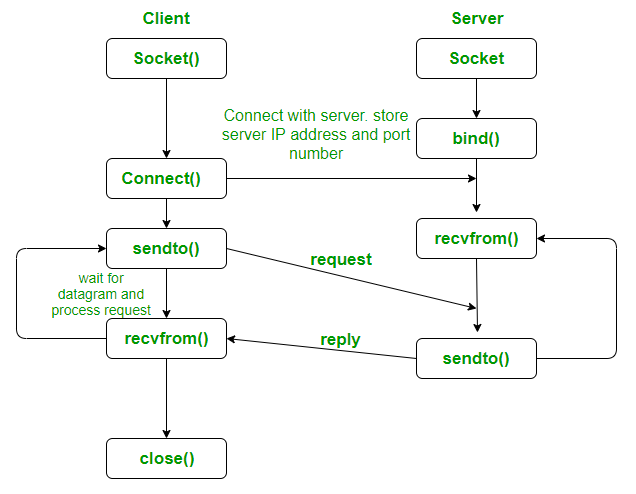 Client
Server
Socket()
Socket
Connect with server. store
server IP address and port
number
bind()
Connect()
sendto()
recvfrom()
request
wait for
datagram and
process request
recvfrom()
reply
sendto()
close()